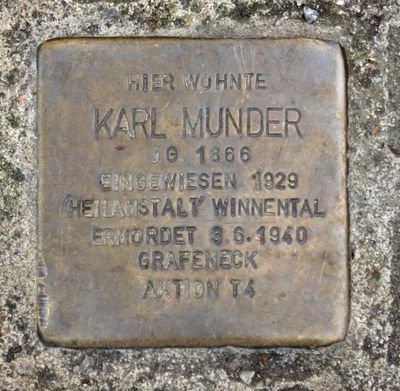 HIER WOHNTE
KARL MUNDER
JG. 1866
EINGEWIESEN 1929
'HEILANSTALT' WINNENTAL
ERMORDET 3.6.1940
GRAFENECK
AKTION T4